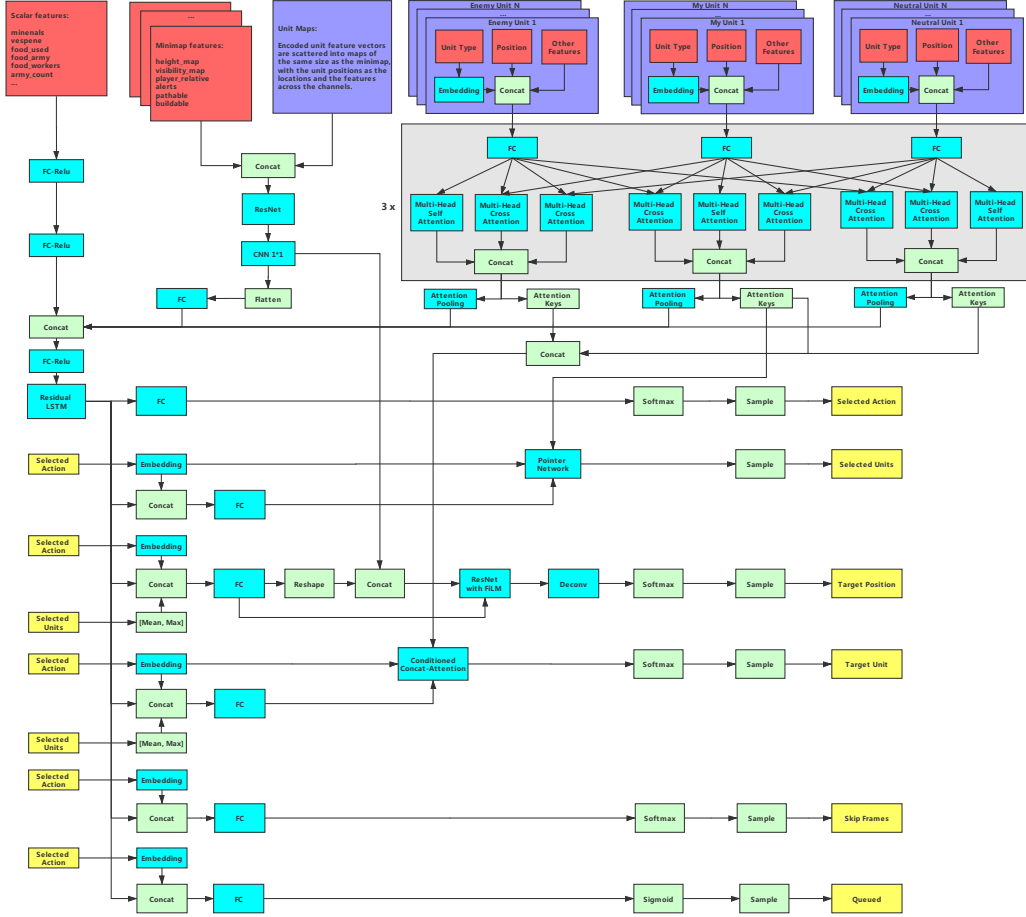 Scalar features:
minenals
vespene
food_used
food_army
food_workers
army_count
...
...
Minimap features:
height_map
visibility_map
player_relative
alerts
pathable
buildable
Unit Maps:
Encoded unit feature vectors
are scattered into maps of
the same size as the minimap,
with the unit positions as the
locations and the features
across the channels.
Enemy Unit N
...
Enemy Unit 1
Unit Type
Position
Other
Features
Embedding
Concat
My Unit N
...
My Unit 1
Unit Type
Position
Other
Features
Embedding
Concat
Neutral Unit N
...
Neutral Unit 1
Unit Type
Position
Other
Features
Embedding
Concat
FC-Relu
FC-Relu
Concat
ResNet
CNN 1*1
FC
Flatten
3 x
FC
FC
FC
Multi-Head
Self
Attention
Multi-Head
Cross
Attention
Multi-Head
Cross
Attention
Multi-Head
Cross
Attention
Multi-Head
Self
Attention
Multi-Head
Cross
Attention
Multi-Head
Cross
Attention
Multi-Head
Cross
Attention
Multi-Head
Self
Attention
Concat
Concat
Concat
Attention
Pooling
Attention
Keys
Attention
Pooling
Attention
Keys
Attention
Pooling
Attention
Keys
Concat
Concat
FC-Relu
Residual
LSTM
FC
Softmax
Sample
Selected Action
Selected
Action
Embedding
Pointer
Network
Sample
Selected Units
Concat
FC
Selected
Action
Embedding
Concat
FC
Reshape
Concat
ResNet
with FiLM
Deconv
Softmax
Sample
Target Position
Selected
Units
[Mean, Max]
Selected
Action
Embedding
Conditioned
Concat-Attention
Softmax
Sample
Target Unit
Concat
FC
Selected
Units
[Mean, Max]
Selected
Action
Embedding
Concat
FC
Softmax
Sample
Skip Frames
Selected
Action
Embedding
Concat
FC
Sigmoid
Sample
Queued